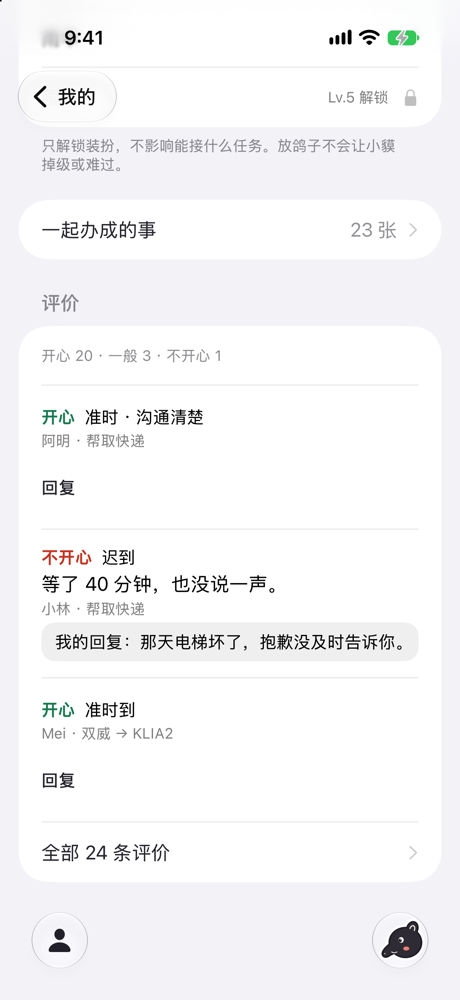 9:41
我的
Lv.5 解锁
只解锁装扮，不影响能接什么任务。放鸽子不会让小貘
掉级或难过。
一起办成的事
23 张
评价
开心 20 · 一般 3 · 不开心 1
开心 准时 · 沟通清楚
阿明 · 帮取快递
回复
不开心 迟到
等了 40 分钟，也没说一声。
小林 · 帮取快递
我的回复：那天电梯坏了，抱歉没及时告诉你。
开心 准时到
Mei · 双威 → KLIA2
回复
全部 24 条评价